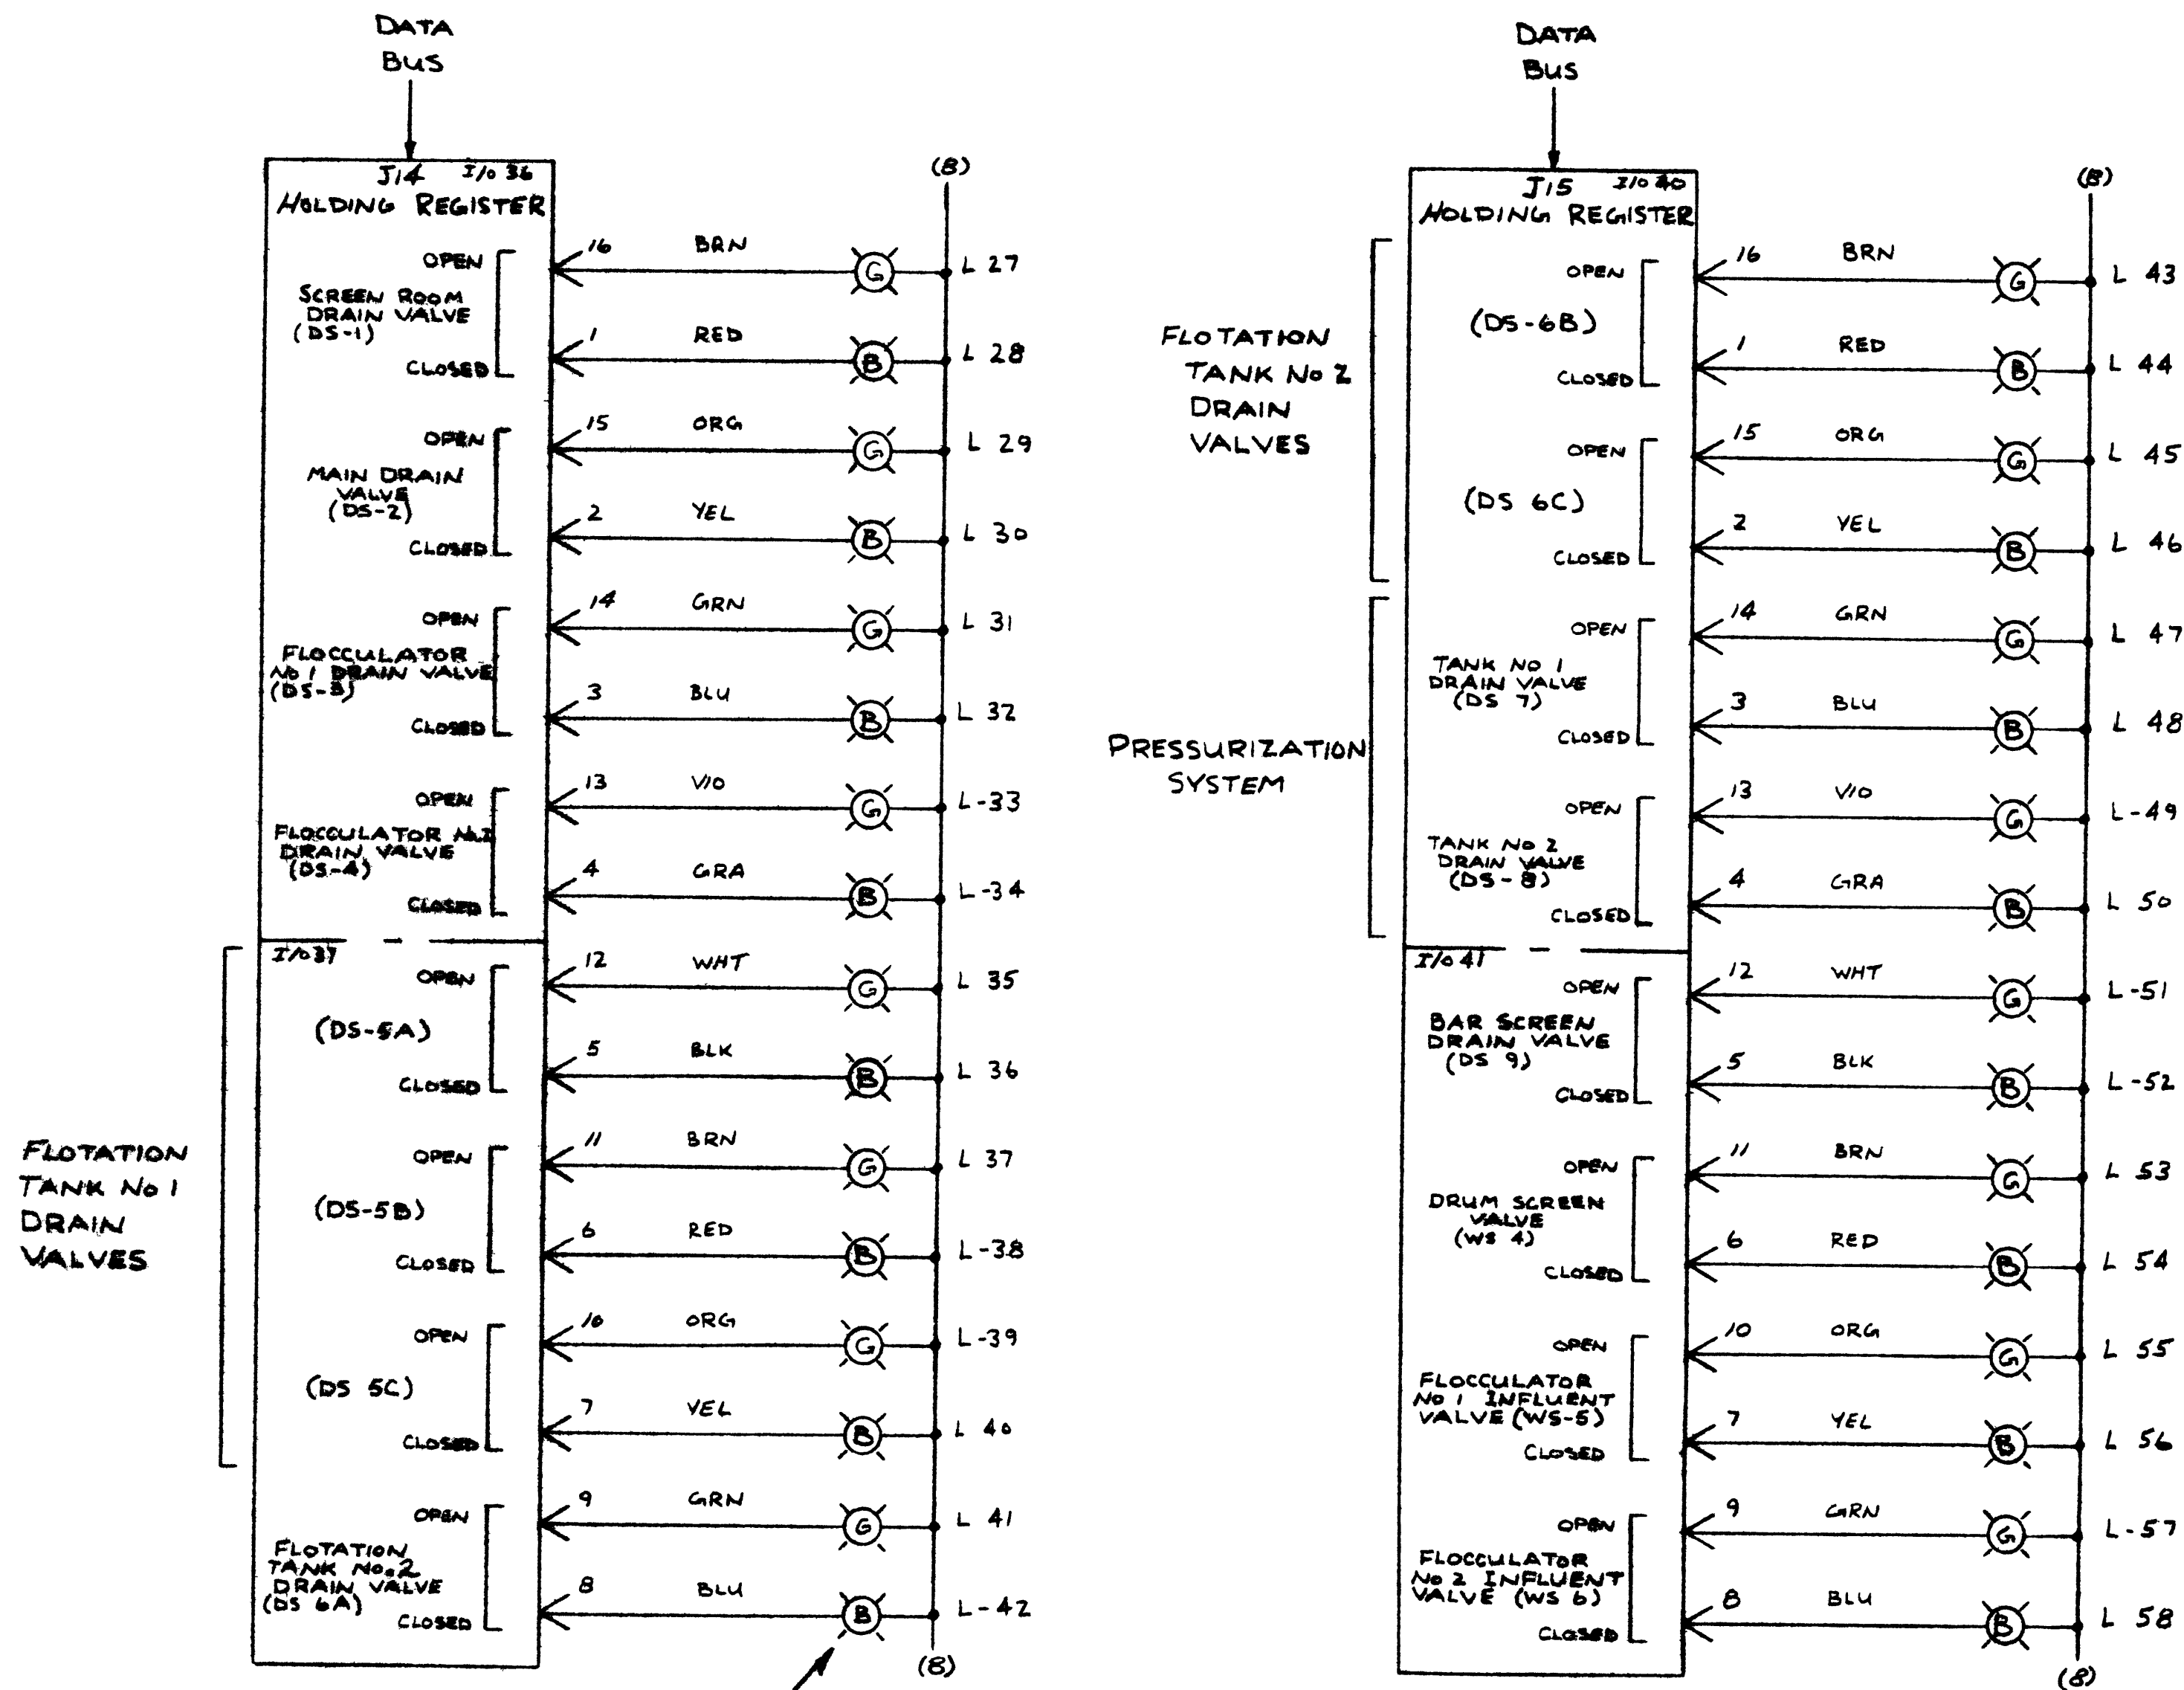 DATA
BUS
J14 I/O 36
HOLDING REGISTER
(8)
OPEN
SCREEN ROOM
DRAIN VALVE
(DS-1)
CLOSED
16 BRN G L 27
1 RED B L 28
OPEN
MAIN DRAIN
VALVE
(DS-2)
CLOSED
15 ORG G L 29
2 YEL B L 30
OPEN
FLOCCULATOR
No 1 DRAIN VALVE
(DS-3)
CLOSED
14 GRN G L 31
3 BLU B L 32
OPEN
FLOCCULATOR No.2
DRAIN VALVE
(DS-4)
CLOSED
13 VIO G L-33
4 GRA B L-34
I/O 37
FLOTATION
TANK No 1
DRAIN
VALVES
OPEN
(DS-5A)
CLOSED
12 WHT G L 35
5 BLK B L 36
OPEN
(DS-5B)
CLOSED
11 BRN G L 37
6 RED B L-38
OPEN
(DS 5C)
CLOSED
10 ORG G L-39
7 YEL B L 40
OPEN
FLOTATION
TANK No.2
DRAIN VALVE
(DS 6A)
CLOSED
9 GRN G L 41
8 BLU B L-42
(8)
DATA
BUS
J15 I/O 40
HOLDING REGISTER
(8)
FLOTATION
TANK No 2
DRAIN
VALVES
OPEN
(DS-6B)
CLOSED
16 BRN G L 43
1 RED B L 44
OPEN
(DS 6C)
CLOSED
15 ORG G L 45
2 YEL B L 46
PRESSURIZATION
SYSTEM
OPEN
TANK No 1
DRAIN VALVE
(DS 7)
CLOSED
14 GRN G L 47
3 BLU B L 48
OPEN
TANK No 2
DRAIN VALVE
(DS-8)
CLOSED
13 VIO G L-49
4 GRA B L 50
I/O 41
OPEN
BAR SCREEN
DRAIN VALVE
(DS 9)
CLOSED
12 WHT G L-51
5 BLK B L-52
OPEN
DRUM SCREEN
VALVE
(WS 4)
CLOSED
11 BRN G L 53
6 RED B L 54
OPEN
FLOCCULATOR
No 1 INFLUENT
VALVE (WS-5)
CLOSED
10 ORG G L 55
7 YEL B L 56
OPEN
FLOCCULATOR
No 2 INFLUENT
VALVE (WS 6)
CLOSED
9 GRN G L-57
8 BLU B L 58
(8)